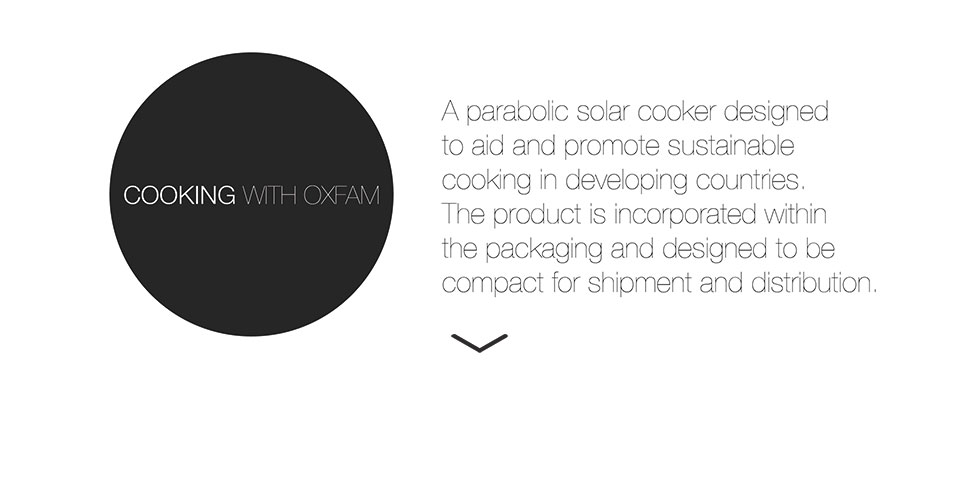 COOKING WITH OXFAM
A parabolic solar cooker designed
to aid and promote sustainable
cooking in developing countries.
The product is incorporated within
the packaging and designed to be
compact for shipment and distribution.